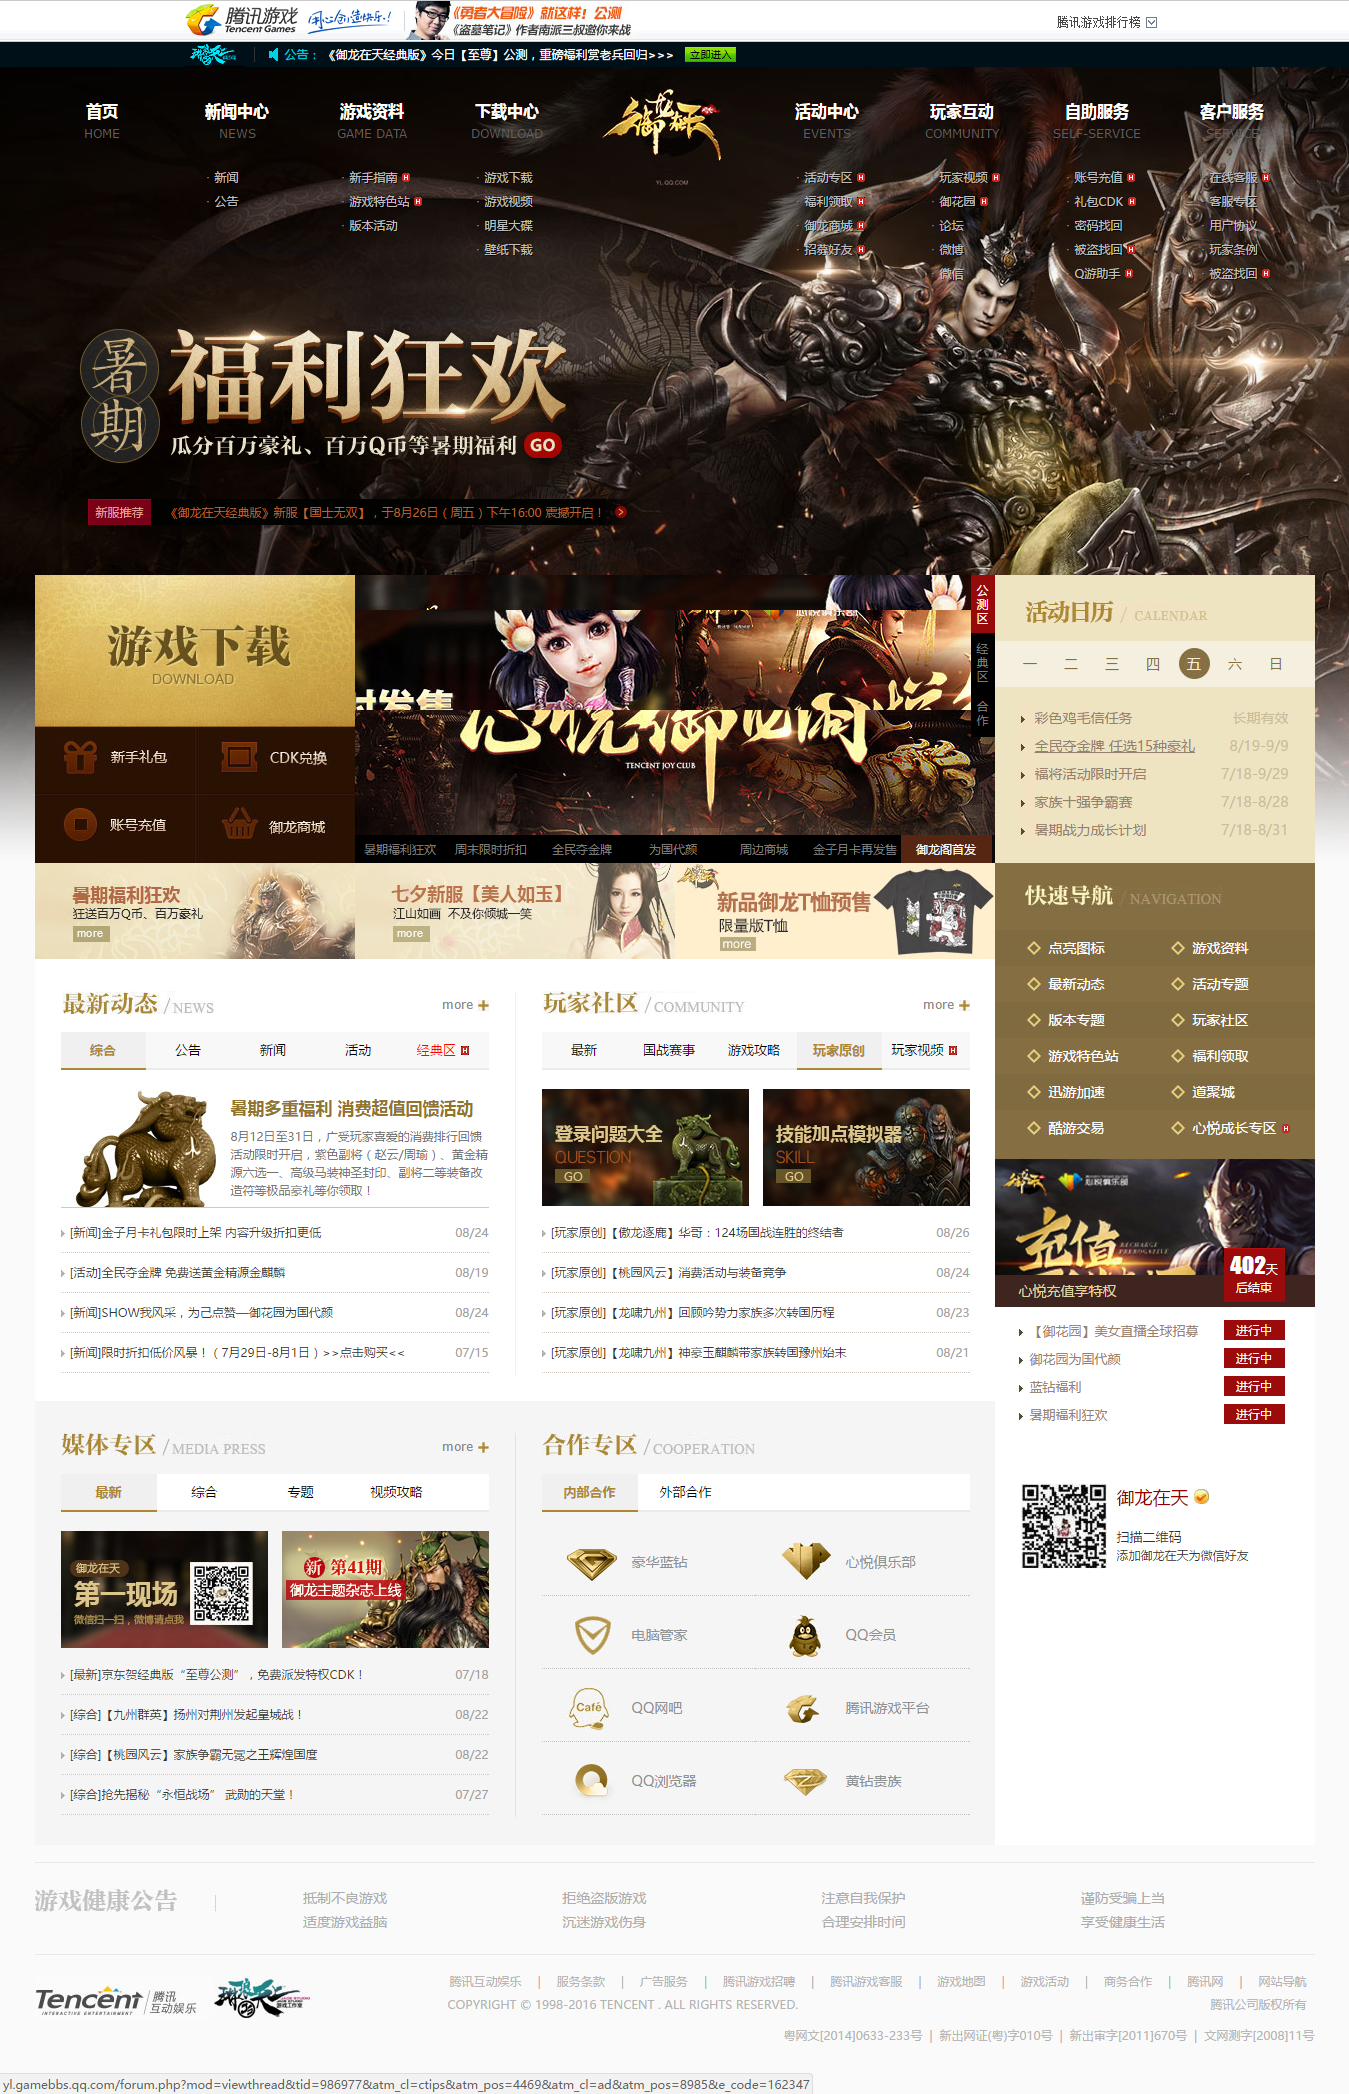 腾讯游戏 Tencent Games 用心创造快乐！
《勇者大冒险》新这样！公测
《盗墓笔记》作者南派三叔邀你来战
腾讯游戏排行榜
公告： 《御龙在天经典版》今日【至尊】公测，重磅福利赏老兵回归>>> 立即进入
首页 新闻中心 游戏资料 下载中心 御龙在天 活动中心 玩家互动 自助服务 客户服务
HOME NEWS GAME DATA DOWNLOAD EVENTS COMMUNITY SELF-SERVICE SERVICE
YL.QQ.COM
· 新闻 · 新手指南 H · 游戏下载 · 活动专区 H · 玩家视频 H · 账号充值 H · 在线客服 H
· 公告 · 游戏特色站 H · 游戏视频 · 福利领取 H · 御花园 H · 礼包CDK H · 客服专区
· 版本活动 · 明星大碟 · 御龙商城 H · 论坛 · 密码找回 · 用户协议
· 壁纸下载 · 招募好友 H · 微博 · 被盗找回 H · 玩家条例
· 微信 · Q游助手 H · 被盗找回 H
暑期 福利狂欢
瓜分百万豪礼、百万Q币等暑期福利 GO
新服推荐 《御龙在天经典版》新服【国士无双】，于8月26日（周五）下午16:00 震撼开启！
游戏下载
DOWNLOAD
新手礼包 CDK兑换
账号充值 御龙商城
公测区
经典区
合作
TENCENT JOY CLUB
暑期福利狂欢 周末限时折扣 全民夺金牌 为国代颜 周边商城 金子月卡再发售 御龙阁首发
活动日历 / CALENDAR
一 二 三 四 五 六 日
彩色鸡毛信任务 长期有效
全民夺金牌 任选15种豪礼 8/19-9/9
福将活动限时开启 7/18-9/29
家族十强争霸赛 7/18-8/28
暑期战力成长计划 7/18-8/31
暑期福利狂欢
狂送百万Q币、百万豪礼
more
七夕新服【美人如玉】
江山如画 不及你倾城一笑
more
新品御龙T恤预售
限量版T恤
more
快速导航 / NAVIGATION
点亮图标 游戏资料
最新动态 活动专题
版本专题 玩家社区
游戏特色站 福利领取
迅游加速 道聚城
酷游交易 心悦成长专区 H
最新动态 / NEWS more +
综合 公告 新闻 活动 经典区 H
暑期多重福利 消费超值回馈活动
8月12日至31日，广受玩家喜爱的消费排行回馈
活动限时开启，紫色副将（赵云/周瑜）、黄金精
源六选一、高级马装神圣封印、副将二等装备改
造符等极品豪礼等你领取！
[新闻]金子月卡礼包限时上架 内容升级折扣更低 08/24
[活动]全民夺金牌 免费送黄金精源金麒麟 08/19
[新闻]SHOW我风采，为己点赞—御花园为国代颜 08/24
[新闻]限时折扣低价风暴！（7月29日-8月1日）>>点击购买<< 07/15
玩家社区 / COMMUNITY more +
最新 国战赛事 游戏攻略 玩家原创 玩家视频 H
登录问题大全
QUESTION
GO
技能加点模拟器
SKILL
GO
[玩家原创]【傲龙逐鹿】华哥：124场国战连胜的终结者 08/26
[玩家原创]【桃园风云】消费活动与装备竞争 08/24
[玩家原创]【龙啸九州】回顾吟势力家族多次转国历程 08/23
[玩家原创]【龙啸九州】神豪玉麒麟带家族转国豫州始末 08/21
心悦俱乐部
充值
RECHARGE PREROGATIVE
心悦充值享特权
402天
后结束
【御花园】美女直播全球招募 进行中
御花园为国代颜 进行中
蓝钻福利 进行中
暑期福利狂欢 进行中
御龙在天
扫描二维码
添加御龙在天为微信好友
媒体专区 / MEDIA PRESS more +
最新 综合 专题 视频攻略
御龙在天
第一现场
微信扫一扫，微博请点我
新 第41期
御龙主题杂志上线
[最新]京东贺经典版“至尊公测”，免费派发特权CDK！ 07/18
[综合]【九州群英】扬州对荆州发起皇城战！ 08/22
[综合]【桃园风云】家族争霸无冕之王辉煌国度 08/22
[综合]抢先揭秘“永恒战场” 武勋的天堂！ 07/27
合作专区 / COOPERATION
内部合作 外部合作
豪华蓝钻 心悦俱乐部
电脑管家 QQ会员
Café QQ网吧 腾讯游戏平台
QQ浏览器 黄钻贵族
游戏健康公告
抵制不良游戏 拒绝盗版游戏 注意自我保护 谨防受骗上当
适度游戏益脑 沉迷游戏伤身 合理安排时间 享受健康生活
Tencent 腾讯互动娱乐
INTERACTIVE ENTERTAINMENT
腾讯互动娱乐 | 服务条款 | 广告服务 | 腾讯游戏招聘 | 腾讯游戏客服 | 游戏地图 | 游戏活动 | 商务合作 | 腾讯网 | 网站导航
COPYRIGHT © 1998-2016 TENCENT . ALL RIGHTS RESERVED. 腾讯公司版权所有
粤网文[2014]0633-233号 | 新出网证(粤)字010号 | 新出审字[2011]670号 | 文网测字[2008]11号
yl.gamebbs.qq.com/forum.php?mod=viewthread&tid=986977&atm_cl=ctips&atm_pos=4469&atm_cl=ad&atm_pos=8985&e_code=162347